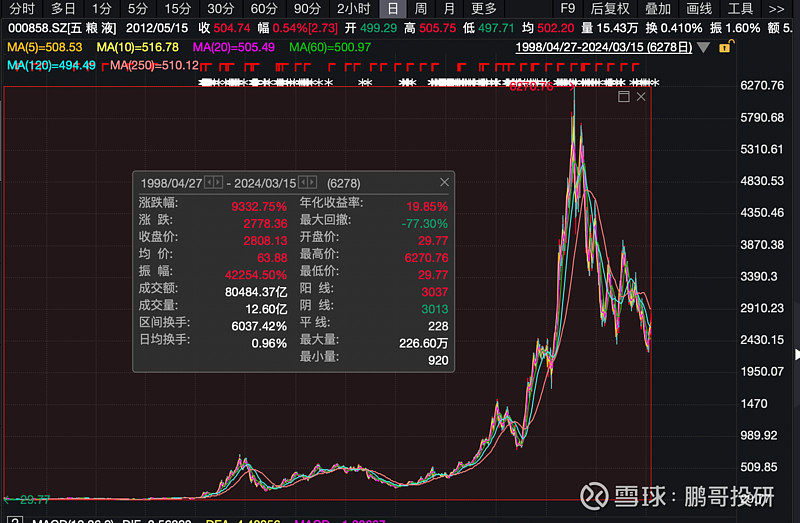 分时 多日 1分 5分 15分 30分 60分 90分 2小时 日 周 月 更多 F9 后复权 叠加 画线 工具 >>
000858.SZ[五 粮 液] 2012/05/15 收 504.74 幅 0.54%[2.73] 开 499.29 高 505.75 低 497.71 均 502.20 量 15.43万 换 0.410% 振 1.60% 额 5.
MA(5)=508.53 MA(10)=516.78 MA(20)=505.49 MA(60)=500.97 1998/04/27-2024/03/15 (6278日)
MA(120)=494.49 MA(250)=510.12
6270.76
6270.76
5790.68
5310.61
4830.53
4350.46
3870.38
3390.3
2910.23
2430.15
1950.07
1470
989.92
509.85
1998/04/27 - 2024/03/15 (6278)
涨跌幅: 9332.75% 年化收益率: 19.85%
涨 跌: 2778.36 最大回撤: -77.30%
收盘价: 2808.13 开盘价: 29.77
均 价: 63.88 最高价: 6270.76
振 幅: 42254.50% 最低价: 29.77
成交额: 80484.37亿 阳 线: 3037
成交量: 12.60亿 阴 线: 3013
区间换手: 6037.42% 平 线: 228
日均换手: 0.96% 最大量: 226.60万
最小量: 920
29.77
雪球：鹏哥投研